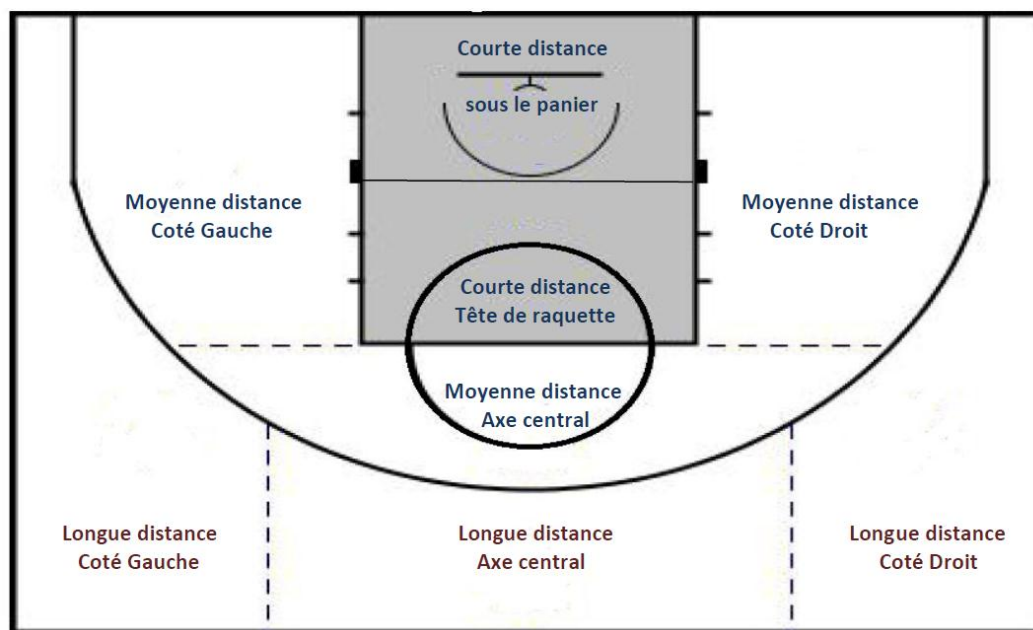 Courte distance
sous le panier
Moyenne distance
Coté Gauche
Moyenne distance
Coté Droit
Courte distance
Tête de raquette
Moyenne distance
Axe central
Longue distance
Coté Gauche
Longue distance
Axe central
Longue distance
Coté Droit